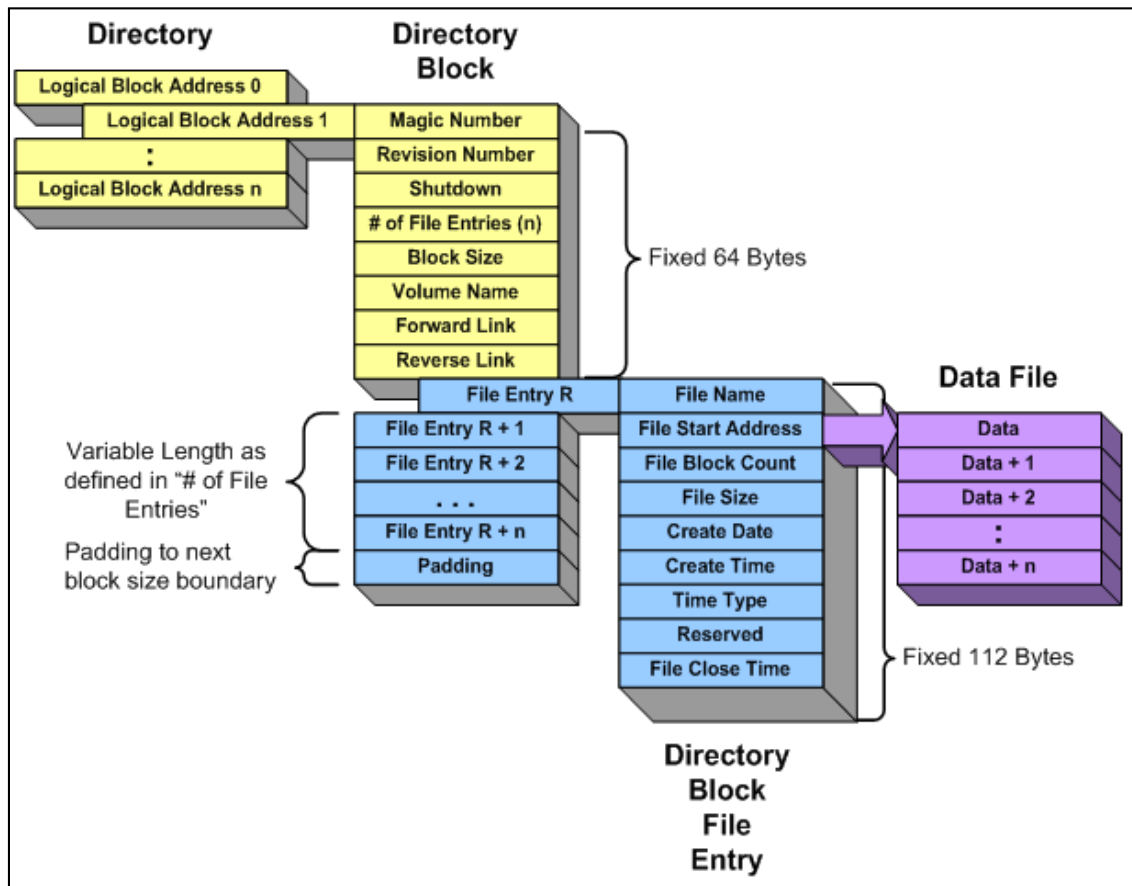 Directory
Directory
Block
Logical Block Address 0
Logical Block Address 1
:
Logical Block Address n
Magic Number
Revision Number
Shutdown
# of File Entries (n)
Block Size
Volume Name
Forward Link
Reverse Link
Fixed 64 Bytes
File Entry R
File Entry R + 1
File Entry R + 2
. . .
File Entry R + n
Padding
Variable Length as
defined in “# of File
Entries”
Padding to next
block size boundary
File Name
File Start Address
File Block Count
File Size
Create Date
Create Time
Time Type
Reserved
File Close Time
Fixed 112 Bytes
Directory
Block
File
Entry
Data File
Data
Data + 1
Data + 2
:
Data + n